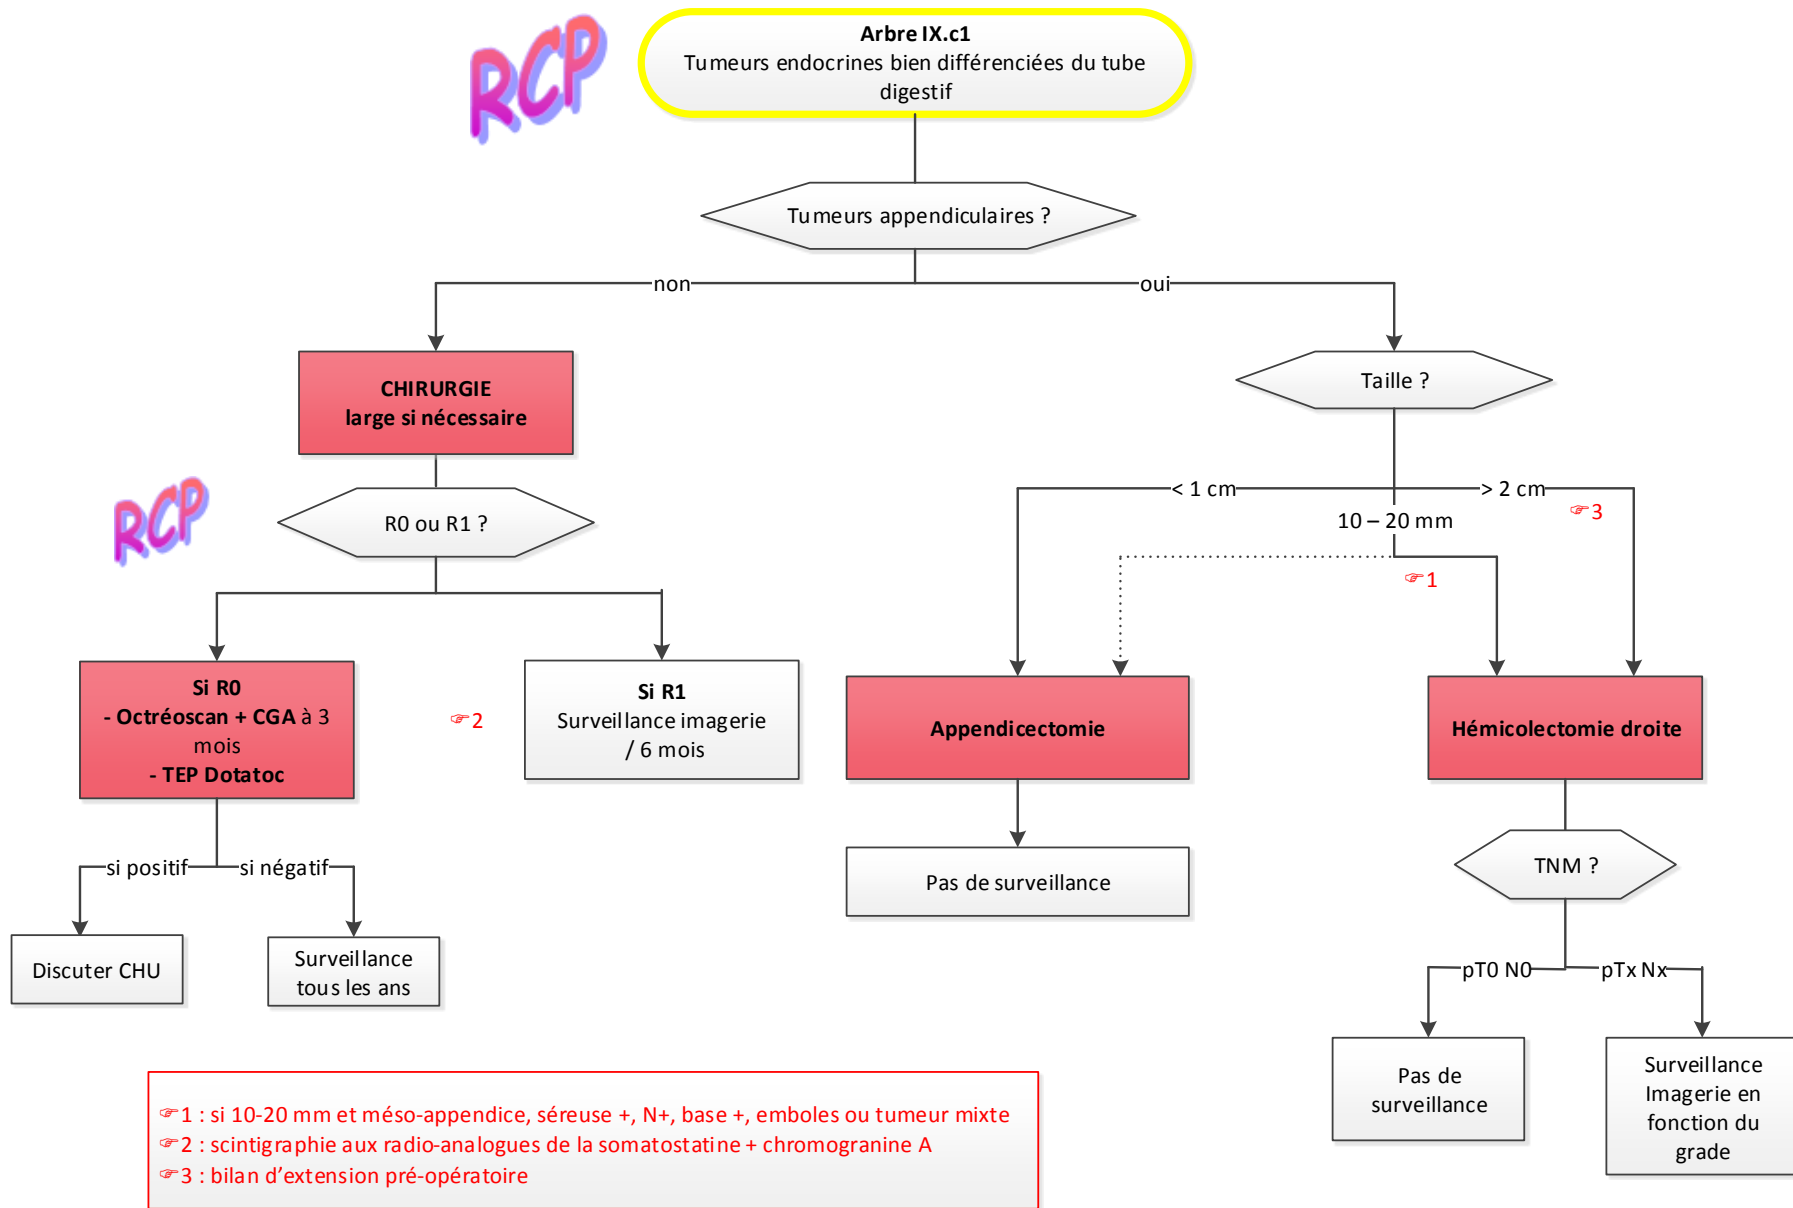 RCP
Arbre IX.c1
Tumeurs endocrines bien différenciées du tube
digestif
Tumeurs appendiculaires ?
non
oui
CHIRURGIE
large si nécessaire
Taille ?
RCP
R0 ou R1 ?
< 1 cm
> 2 cm
☞3
10 – 20 mm
☞1
Si R0
- Octréoscan + CGA à 3
mois
- TEP Dotatoc
☞2
Si R1
Surveillance imagerie
/ 6 mois
Appendicectomie
Hémicolectomie droite
si positif
si négatif
Pas de surveillance
TNM ?
Discuter CHU
Surveillance
tous les ans
pT0 N0
pTx Nx
Pas de
surveillance
Surveillance
Imagerie en
fonction du
grade
☞1 : si 10-20 mm et méso-appendice, séreuse +, N+, base +, emboles ou tumeur mixte
☞2 : scintigraphie aux radio-analogues de la somatostatine + chromogranine A
☞3 : bilan d’extension pré-opératoire